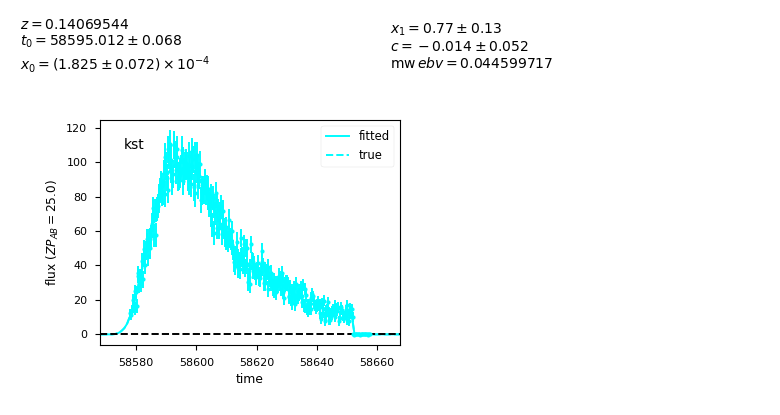 z = 0.14069544
t₀ = 58595.012 ± 0.068
x₀ = (1.825 ± 0.072) × 10⁻⁴
x₁ = 0.77 ± 0.13
c = −0.014 ± 0.052
mw ebv = 0.044599717
kst
fitted
true
120
100
80
60
40
20
0
flux (ZP_AB = 25.0)
58580 58600 58620 58640 58660
time